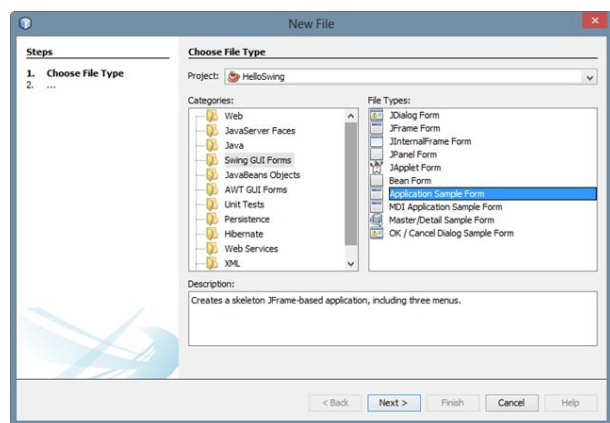 New File
Steps
1. Choose File Type
2. ...
Choose File Type
Project: HelloSwing
Categories:
Web
JavaServer Faces
Java
Swing GUI Forms
JavaBeans Objects
AWT GUI Forms
Unit Tests
Persistence
Hibernate
Web Services
XML
File Types:
JDialog Form
JFrame Form
JInternalFrame Form
JPanel Form
JApplet Form
Bean Form
Application Sample Form
MDI Application Sample Form
Master/Detail Sample Form
OK / Cancel Dialog Sample Form
Description:
Creates a skeleton JFrame-based application, including three menus.
< Back Next > Finish Cancel Help